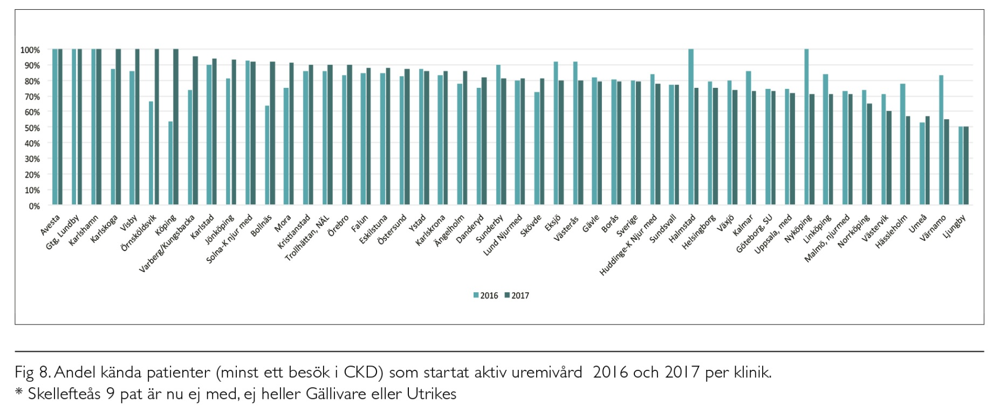 100%
90%
80%
70%
60%
50%
40%
30%
20%
10%
0%
Avesta
Gtg, Lundby
Karlshamn
Karlskoga
Visby
Örnsköldsvik
Köping
Varberg/Kungsbacka
Karlstad
Jönköping
Solna-K njur med
Bollnäs
Mora
Kristianstad
Trollhättan, NÄL
Örebro
Falun
Eskilstuna
Östersund
Ystad
Karlskrona
Ängelholm
Danderyd
Sunderby
Lund Njurmed
Skövde
Eksjö
Västerås
Gävle
Borås
Sverige
Huddinge-K Njur med
Sundsvall
Halmstad
Helsingborg
Växjö
Kalmar
Göteborg, SU
Uppsala, med
Nyköping
Linköping
Malmö, njurmed
Norrköping
Västervik
Hässleholm
Umeå
Värnamo
Ljungby
2016 2017
Fig 8. Andel kända patienter (minst ett besök i CKD) som startat aktiv uremivård 2016 och 2017 per klinik.
* Skellefteås 9 pat är nu ej med, ej heller Gällivare eller Utrikes